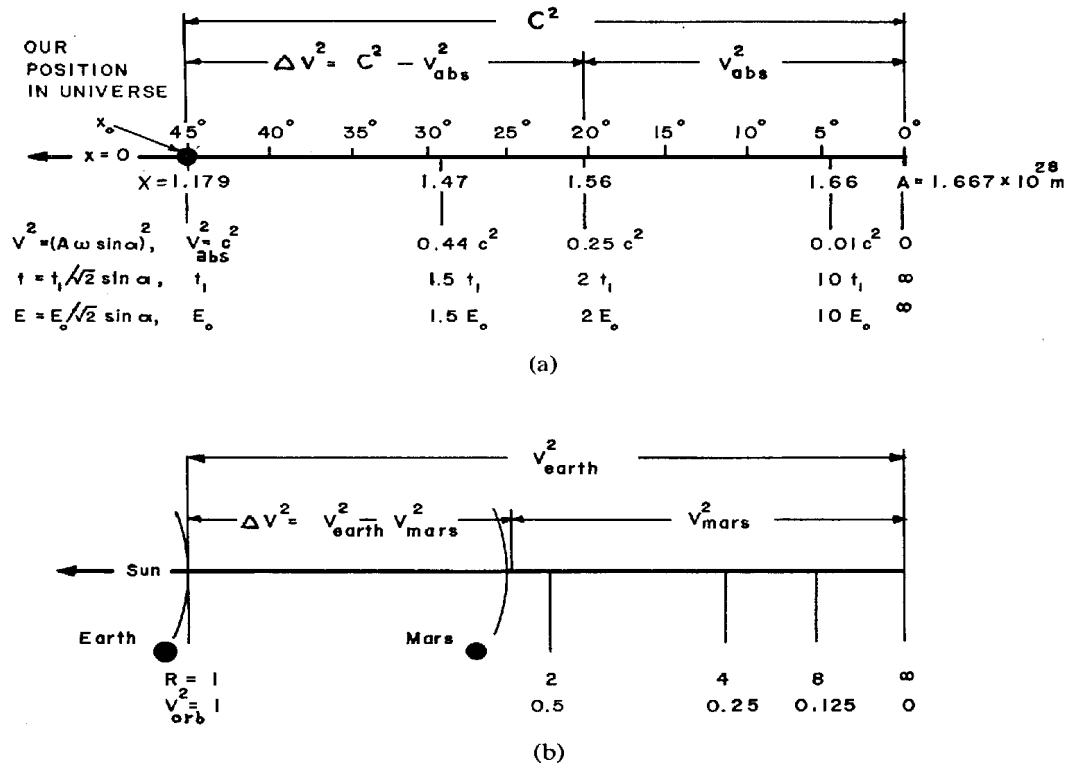 C²
OUR POSITION IN UNIVERSE
ΔV² = C² − V²abs
V²abs
x₀
45° 40° 35° 30° 25° 20° 15° 10° 5° 0°
x = 0
X = 1.179 1.47 1.56 1.66 A = 1.667 × 10²⁸ m
V² = (A ω sin α)², V²abs = c² 0.44 c² 0.25 c² 0.01 c² 0
t = t₁/√2 sin α, t₁ 1.5 t₁ 2 t₁ 10 t₁ ∞
E = E₀/√2 sin α, E₀ 1.5 E₀ 2 E₀ 10 E₀ ∞
(a)
V²earth
ΔV² = V²earth − V²mars
V²mars
Sun
Earth Mars
R = 1 2 4 8 ∞
V²orb = 1 0.5 0.25 0.125 0
(b)